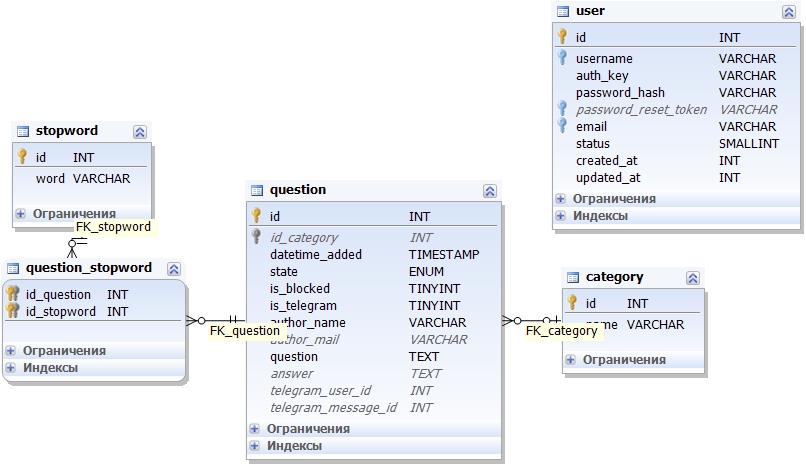 user
id INT
username VARCHAR
auth_key VARCHAR
password_hash VARCHAR
password_reset_token VARCHAR
email VARCHAR
status SMALLINT
created_at INT
updated_at INT
Ограничения
Индексы
stopword
id INT
word VARCHAR
Ограничения
FK_stopword
question_stopword
id_question INT
id_stopword INT
Ограничения
Индексы
question
id INT
id_category INT
datetime_added TIMESTAMP
state ENUM
is_blocked TINYINT
is_telegram TINYINT
author_name VARCHAR
author_mail VARCHAR
question TEXT
answer TEXT
telegram_user_id INT
telegram_message_id INT
Ограничения
Индексы
FK_question
category
id INT
name VARCHAR
FK_category
Ограничения